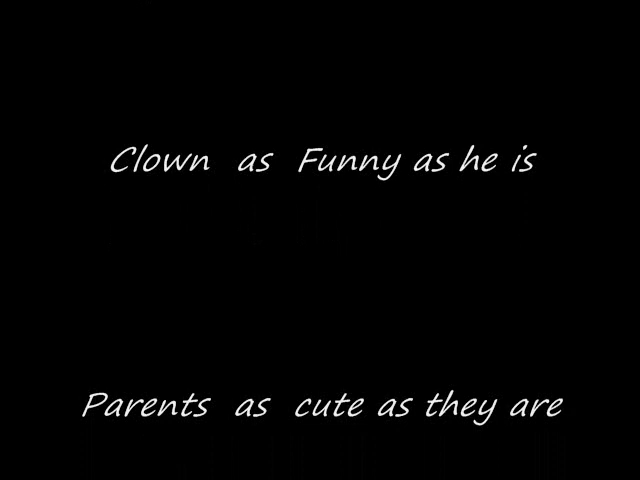 Clown as Funny as he is
Parents as cute as they are